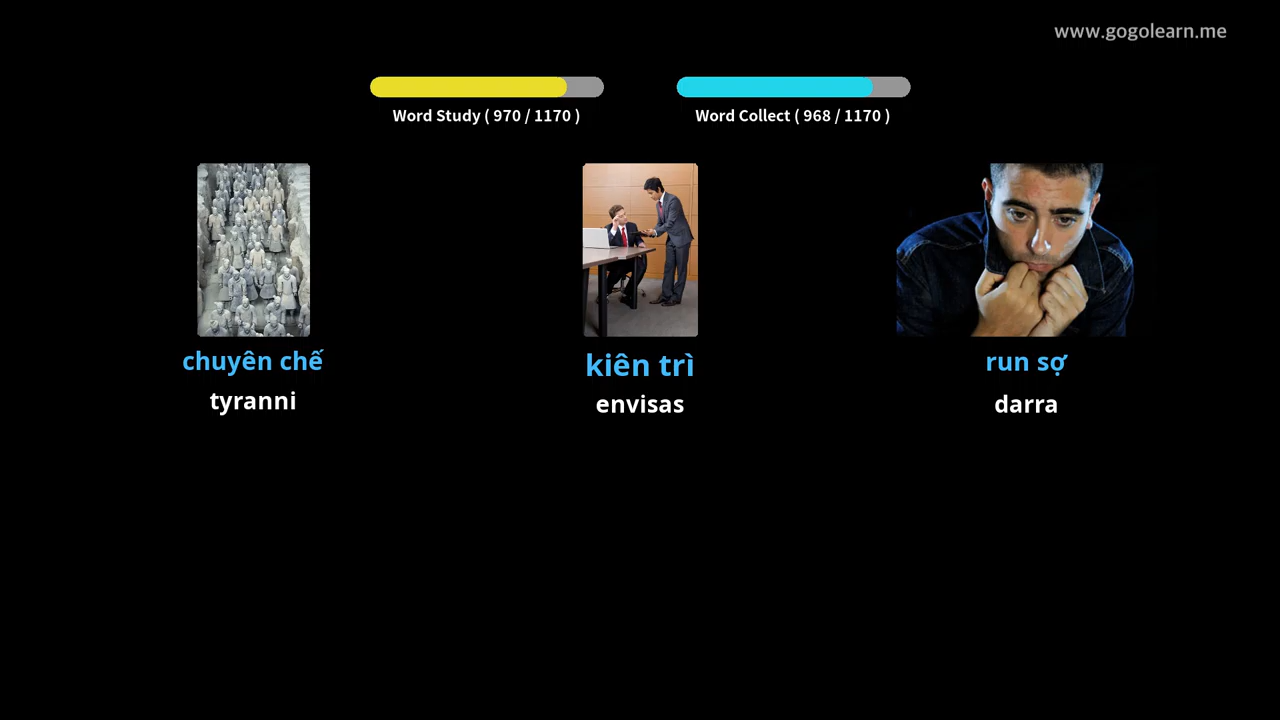 www.gogolearn.me
Word Study ( 970 / 1170 )
Word Collect ( 968 / 1170 )
chuyên chế
tyranni
kiên trì
envisas
run sợ
darra